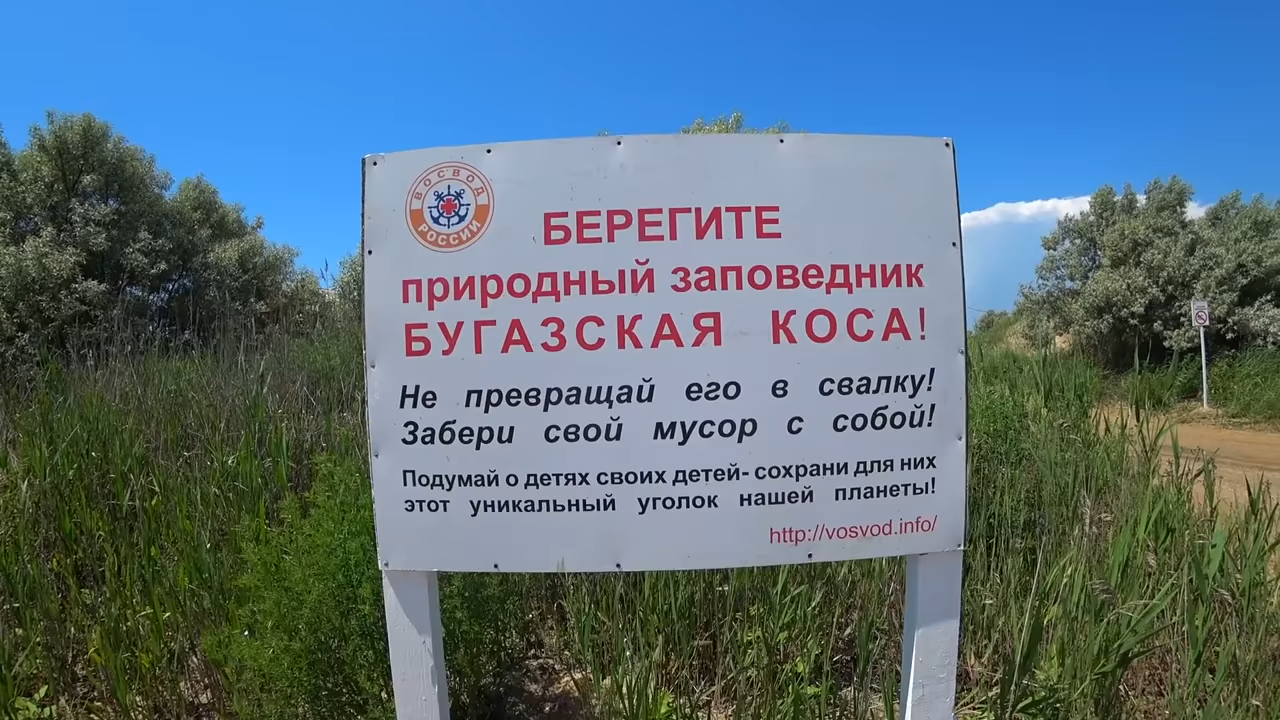 ВОСВОД
РОССИИ
БЕРЕГИТЕ
природный заповедник
БУГАЗСКАЯ КОСА!
Не превращай его в свалку!
Забери свой мусор с собой!
Подумай о детях своих детей- сохрани для них
этот уникальный уголок нашей планеты!
http://vosvod.info/